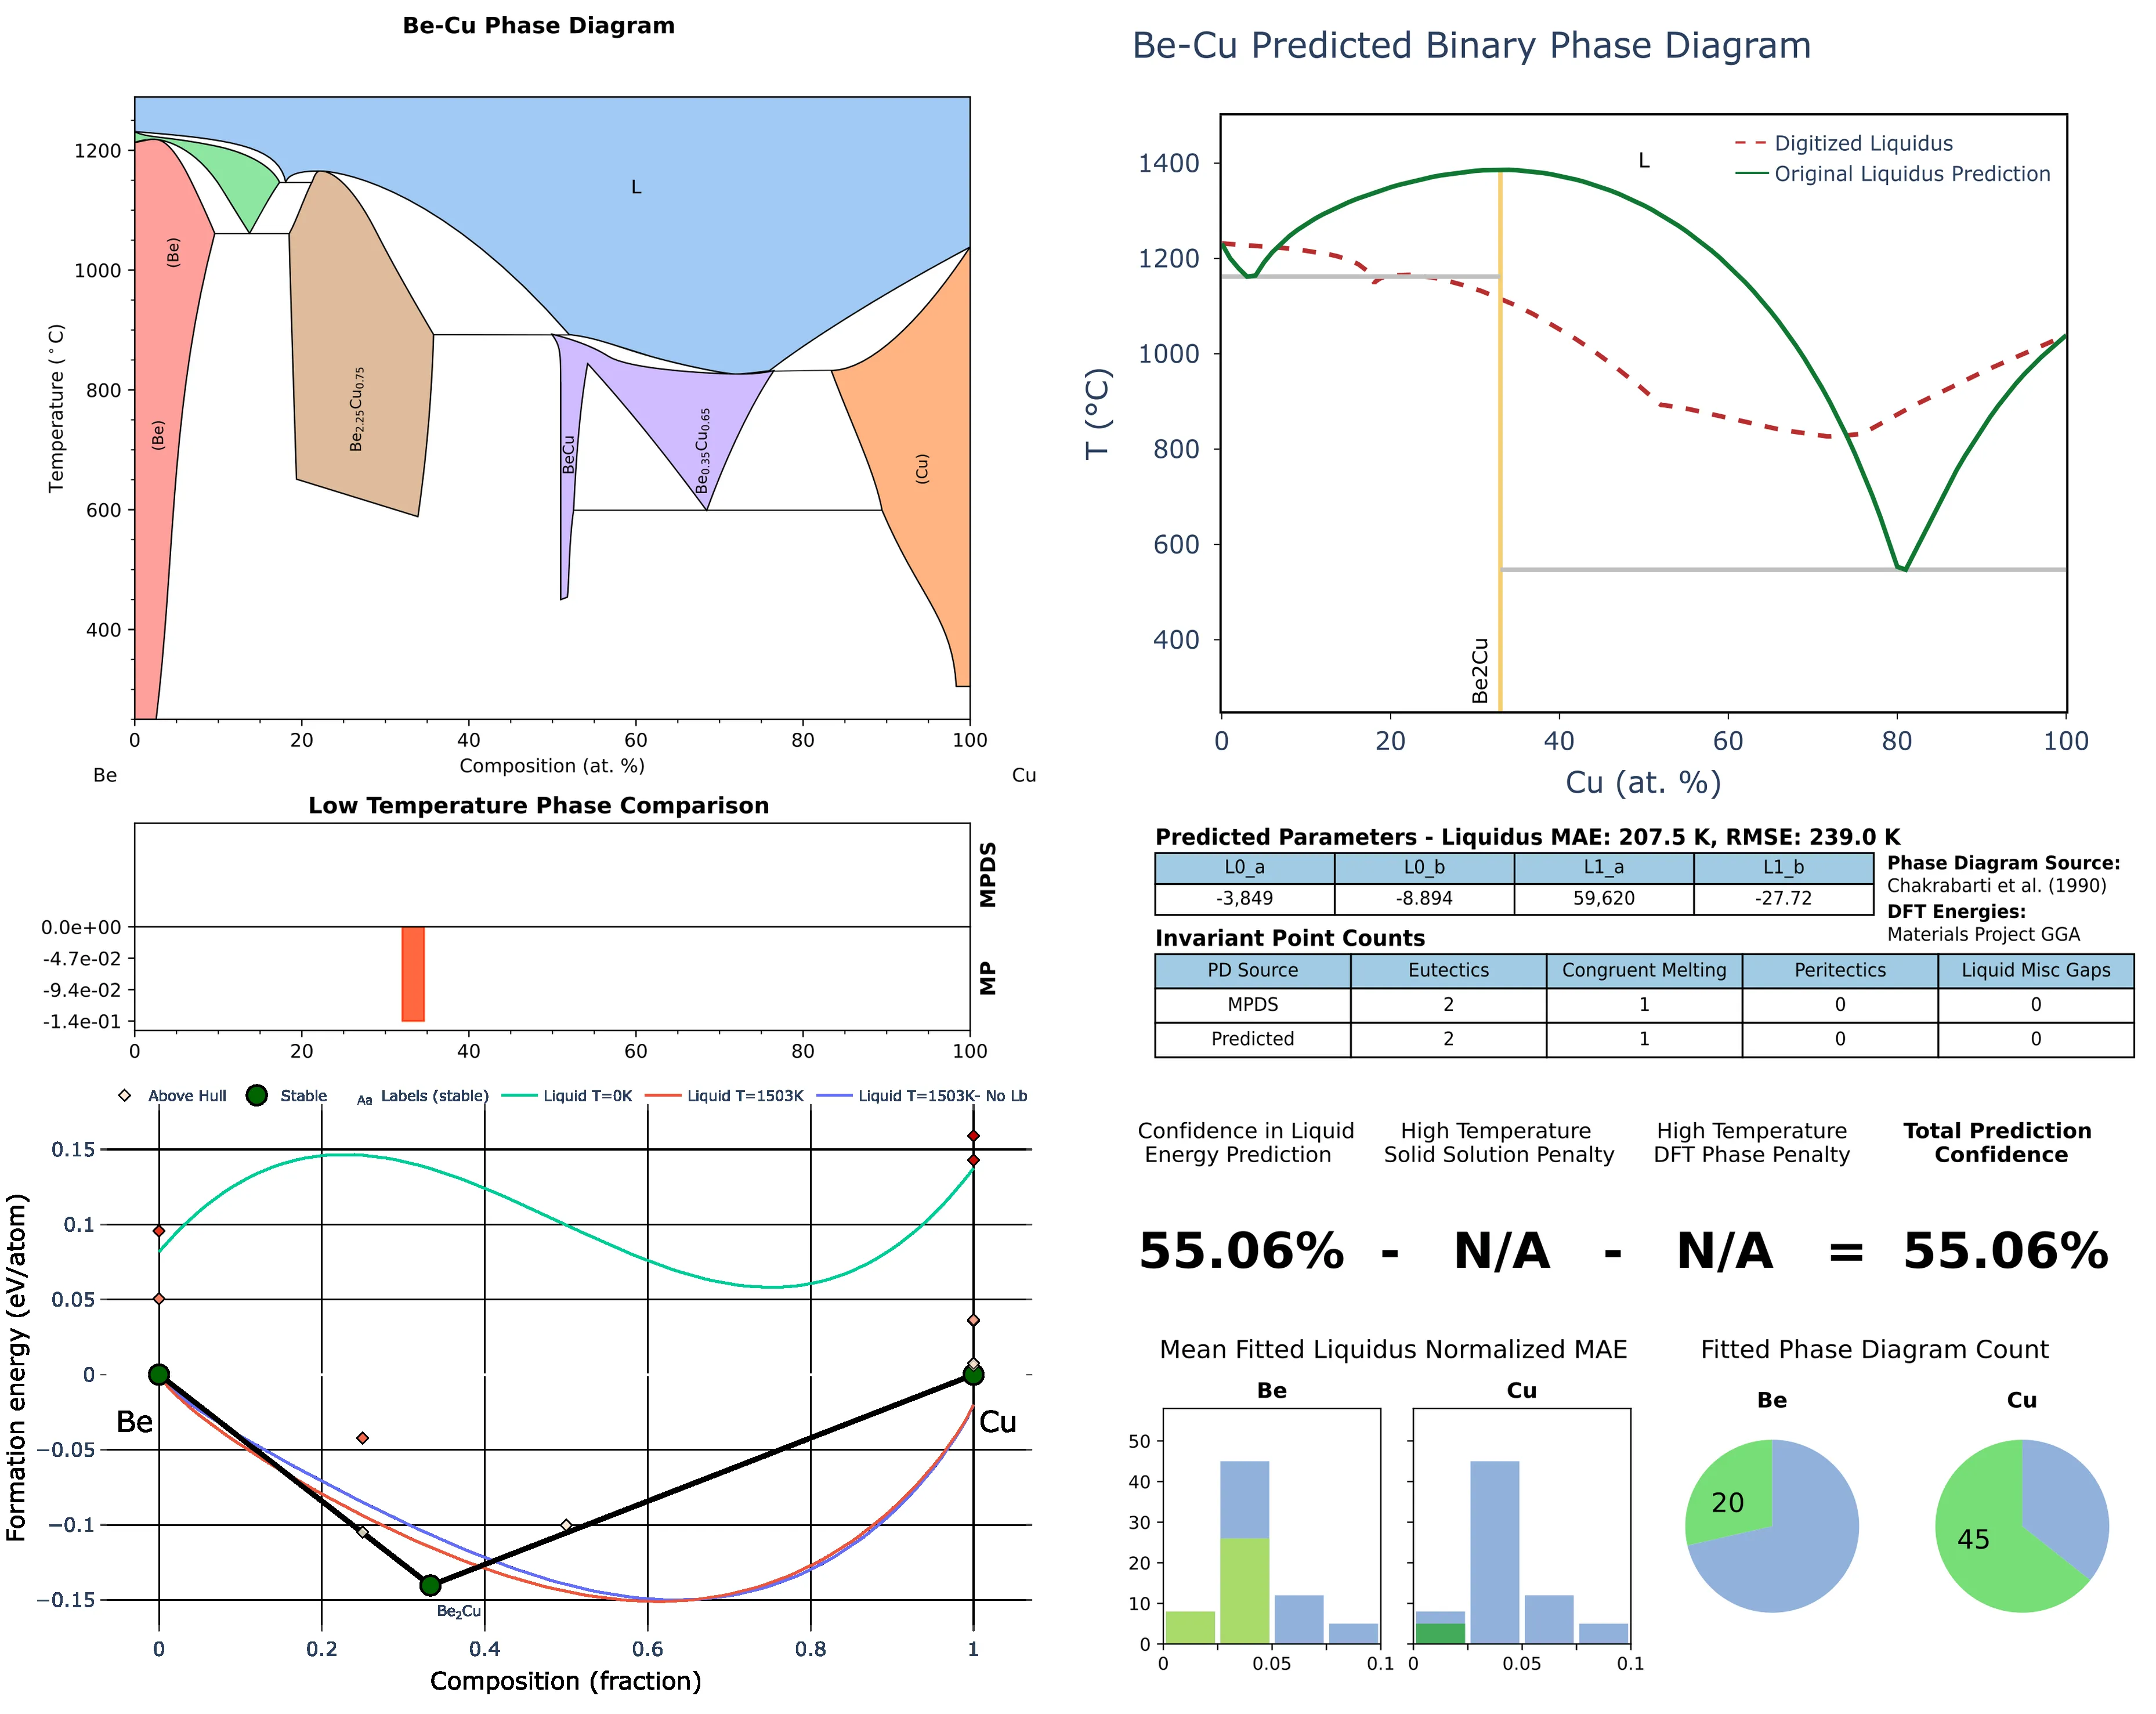 Be-Cu Phase Diagram
1200
1000
800
600
400
Temperature (°C)
L
(Be)
(Be)
Be2.25Cu0.75
BeCu
Be0.35Cu0.65
(Cu)
0 20 40 60 80 100
Composition (at. %)
Be Cu
Low Temperature Phase Comparison
0.0e+00
-4.7e-02
-9.4e-02
-1.4e-01
MPDS
MP
0 20 40 60 80 100
Above Hull Stable Aa Labels (stable) Liquid T=0K Liquid T=1503K Liquid T=1503K- No Lb
0.15
0.1
0.05
0
−0.05
−0.1
−0.15
Formation energy (eV/atom)
Be
Cu
Be2Cu
0 0.2 0.4 0.6 0.8 1
Composition (fraction)
Be-Cu Predicted Binary Phase Diagram
1400
1200
1000
800
600
400
T (°C)
L
Digitized Liquidus
Original Liquidus Prediction
Be2Cu
0 20 40 60 80 100
Cu (at. %)
Predicted Parameters - Liquidus MAE: 207.5 K, RMSE: 239.0 K
L0_a L0_b L1_a L1_b
-3,849 -8.894 59,620 -27.72
Phase Diagram Source:
Chakrabarti et al. (1990)
DFT Energies:
Materials Project GGA
Invariant Point Counts
PD Source Eutectics Congruent Melting Peritectics Liquid Misc Gaps
MPDS 2 1 0 0
Predicted 2 1 0 0
Confidence in Liquid
Energy Prediction
High Temperature
Solid Solution Penalty
High Temperature
DFT Phase Penalty
Total Prediction
Confidence
55.06% - N/A - N/A = 55.06%
Mean Fitted Liquidus Normalized MAE
Be Cu
50
40
30
20
10
0
0 0.05 0.1 0 0.05 0.1
Fitted Phase Diagram Count
Be Cu
20
45